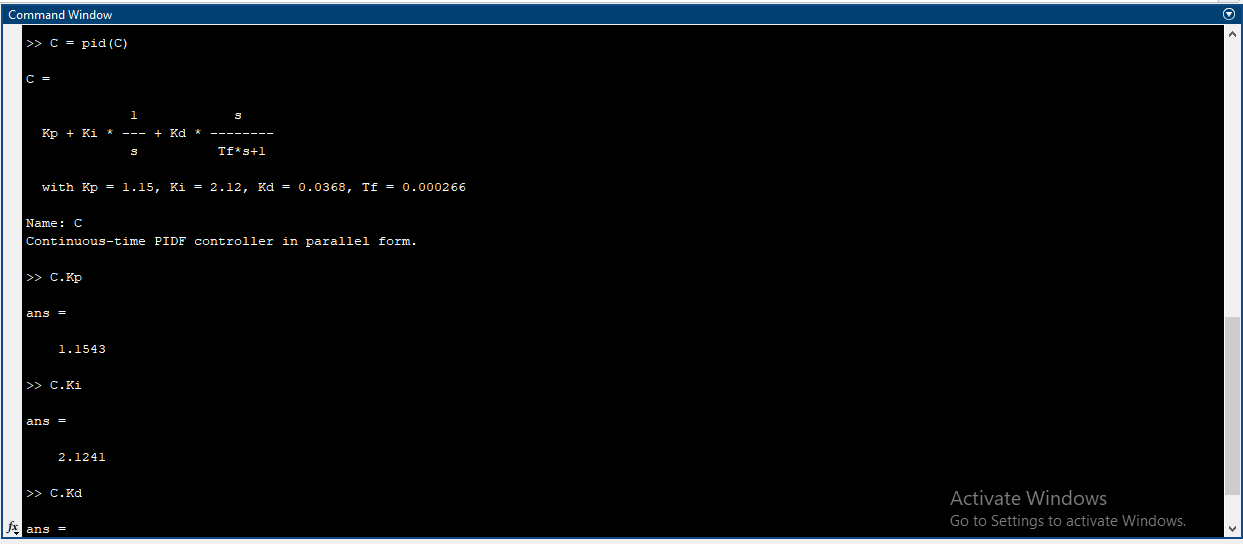 Command Window
>> C = pid(C)
C =
1 s
Kp + Ki * --- + Kd * --------
s Tf*s+1
with Kp = 1.15, Ki = 2.12, Kd = 0.0368, Tf = 0.000266
Name: C
Continuous-time PIDF controller in parallel form.
>> C.Kp
ans =
1.1543
>> C.Ki
ans =
2.1241
>> C.Kd
fx ans =
Activate Windows
Go to Settings to activate Windows.